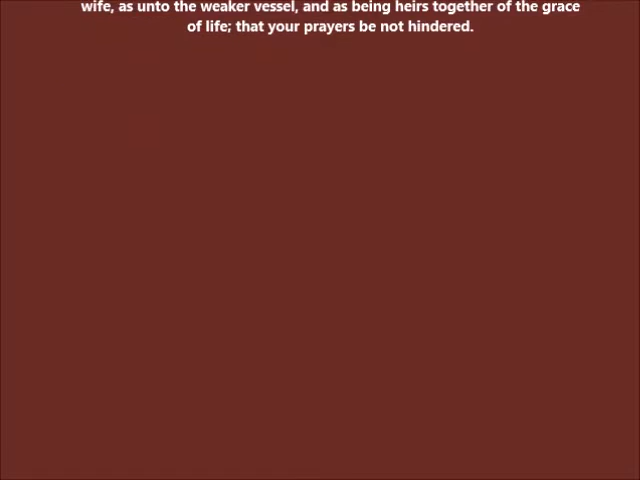 wife, as unto the weaker vessel, and as being heirs together of the grace
of life; that your prayers be not hindered.